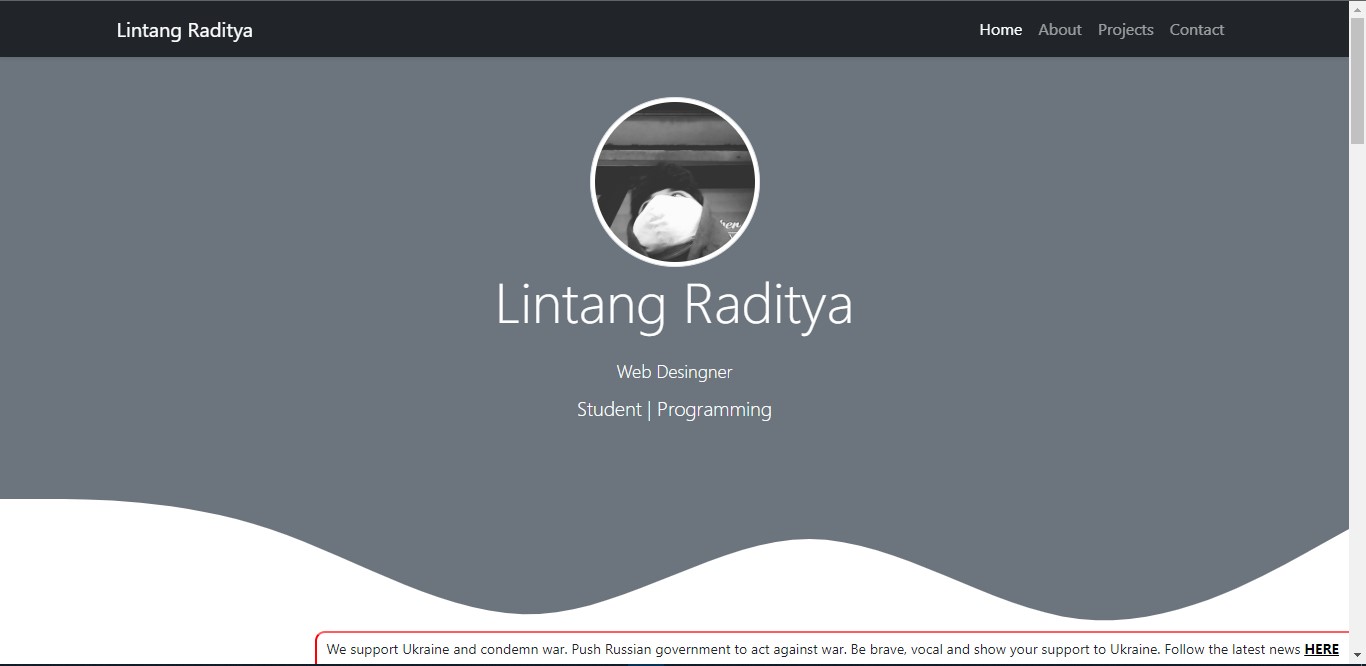 Lintang Raditya
Home About Projects Contact
Lintang Raditya
Web Desingner
Student | Programming
We support Ukraine and condemn war. Push Russian government to act against war. Be brave, vocal and show your support to Ukraine. Follow the latest news HERE